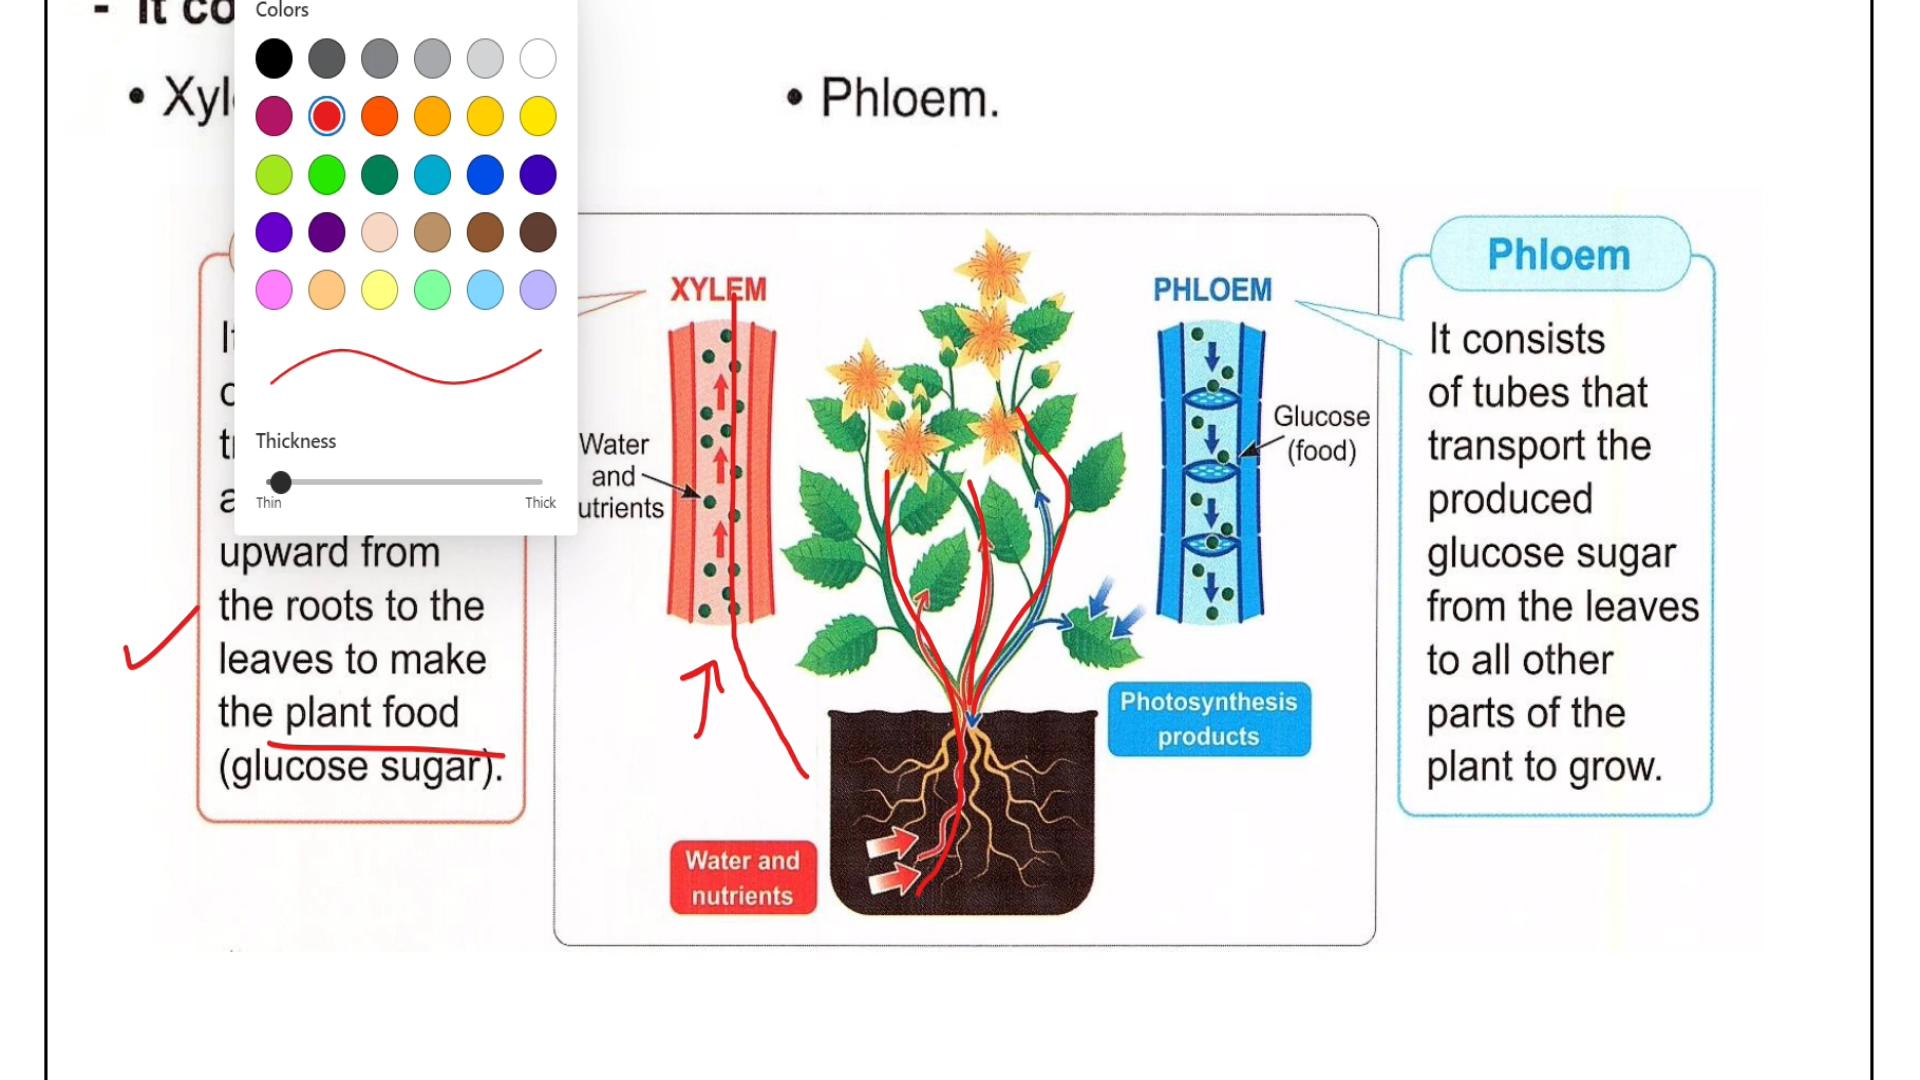 - It co
Colors
• Xyl
• Phloem.
Thickness
Thin
Thick
upward from
the roots to the
leaves to make
the plant food
(glucose sugar).
XYLEM
Water
and
utrients
PHLOEM
Glucose
(food)
Photosynthesis
products
Water and
nutrients
Phloem
It consists
of tubes that
transport the
produced
glucose sugar
from the leaves
to all other
parts of the
plant to grow.